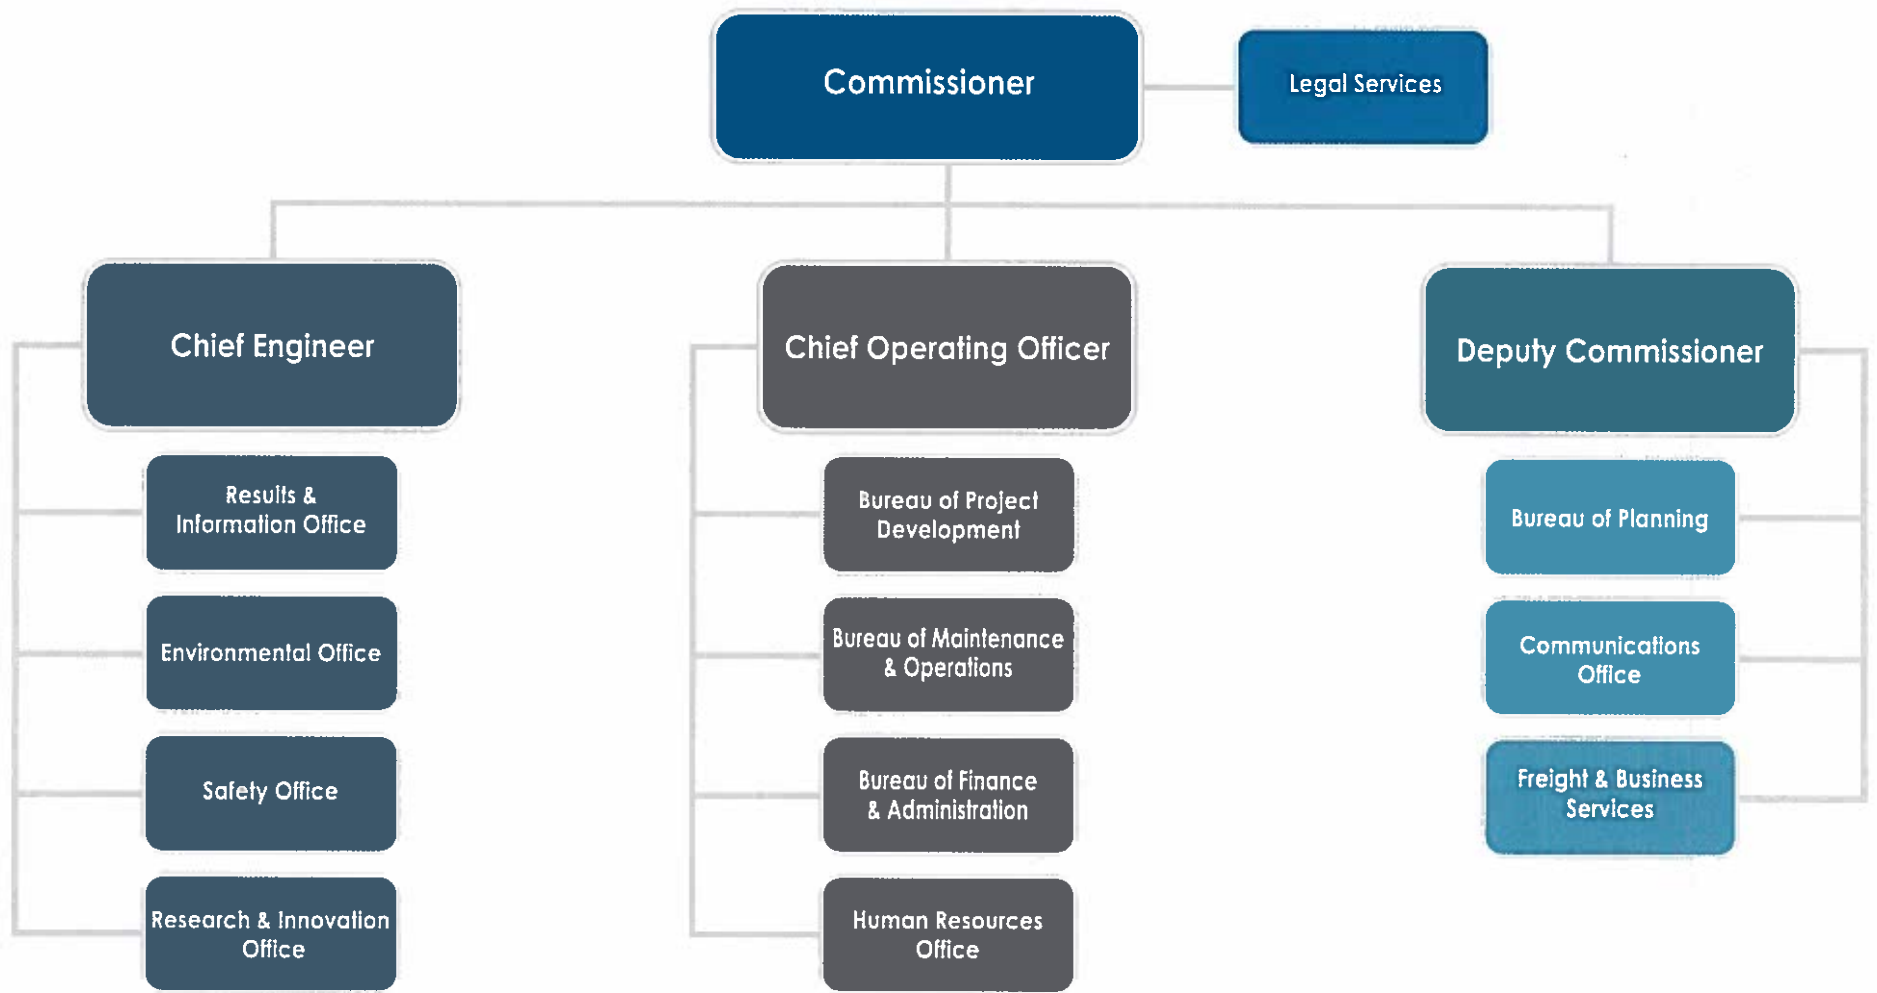 Commissioner
Legal Services
Chief Engineer
Chief Operating Officer
Deputy Commissioner
Results &
Information Office
Environmental Office
Safety Office
Research & Innovation
Office
Bureau of Project
Development
Bureau of Maintenance
& Operations
Bureau of Finance
& Administration
Human Resources
Office
Bureau of Planning
Communications
Office
Freight & Business
Services